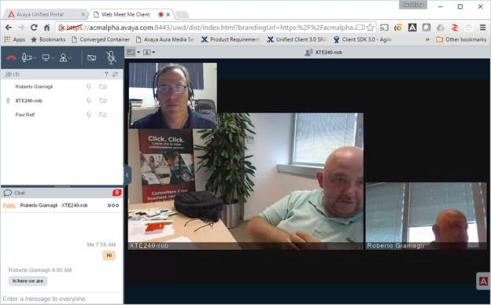 Avaya Unified Portal
Web Meet Me Client
https://acmalpha.avaya.com:8443/uwd/dist/index.html?brandingUrl=https:%2F%2Facmalpha.
Apps
Bookmarks
Converged Container
Avaya Aura Media Se
Product Requirement
Unified Client 3.0 SRA
Client SDK 3.0 - Agile
Other bookmarks
XTE240-rob
(3)
Roberto Giamagli
XTE240-rob
Paul Relf
Click. Click.
XTE240-rob
Roberto Giamagli
Chat
Public
Roberto Giamagli
XTE240-rob
Me 7:58 AM
Hi
Roberto Giamagli 8:00 AM
hi here we are
Enter a message to everyone